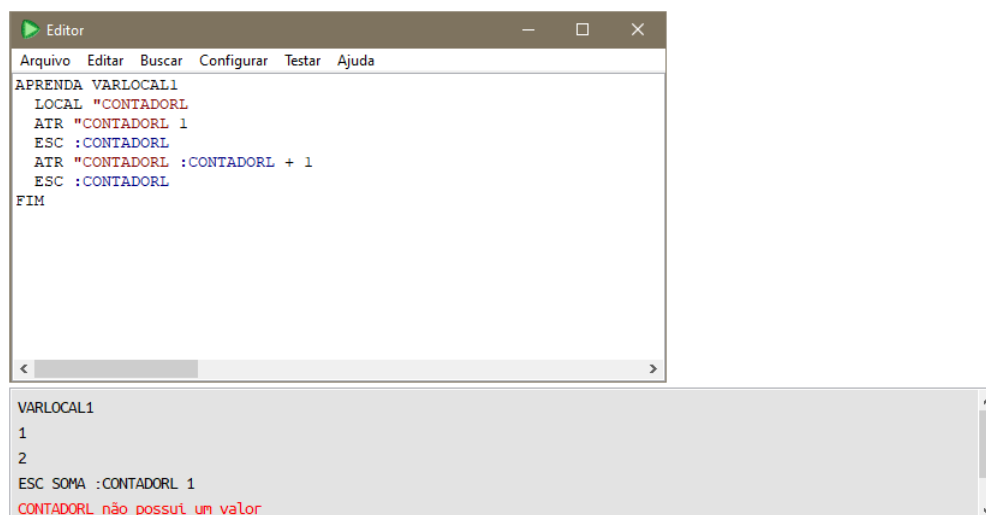 Editor
Arquivo Editar Buscar Configurar Testar Ajuda
APRENDA VARLOCAL1
LOCAL "CONTADORL
ATR "CONTADORL 1
ESC :CONTADORL
ATR "CONTADORL :CONTADORL + 1
ESC :CONTADORL
FIM
VARLOCAL1
1
2
ESC SOMA :CONTADORL 1
CONTADORL não possui um valor